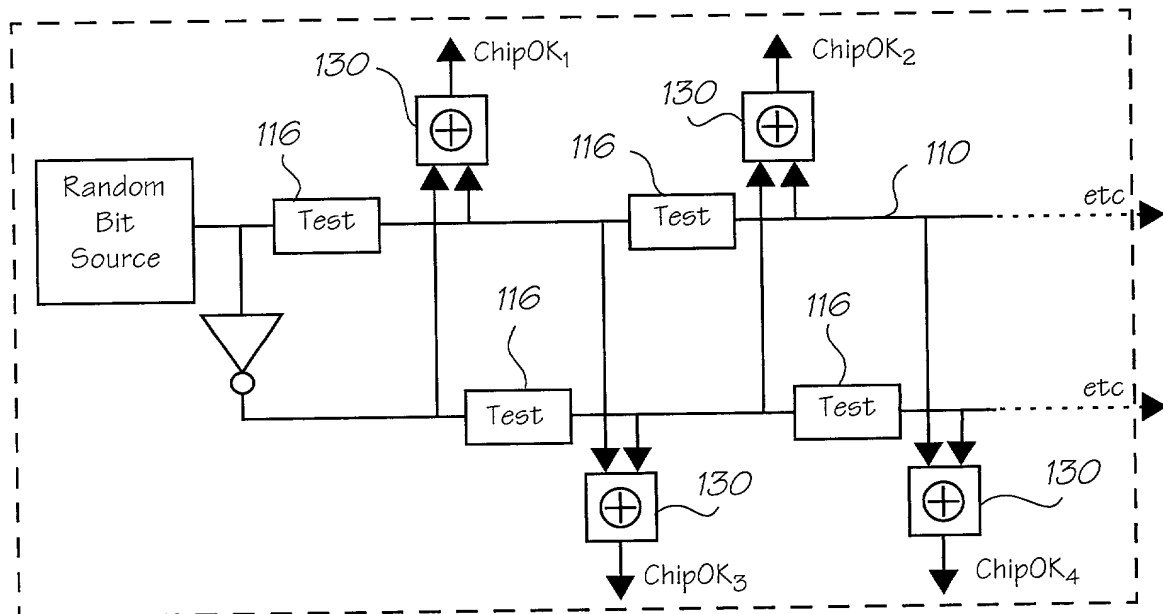 ChipOK1
ChipOK2
130
130
116
116
110
Random
Bit
Source
Test
Test
etc
116
116
Test
Test
etc
130
130
ChipOK3
ChipOK4